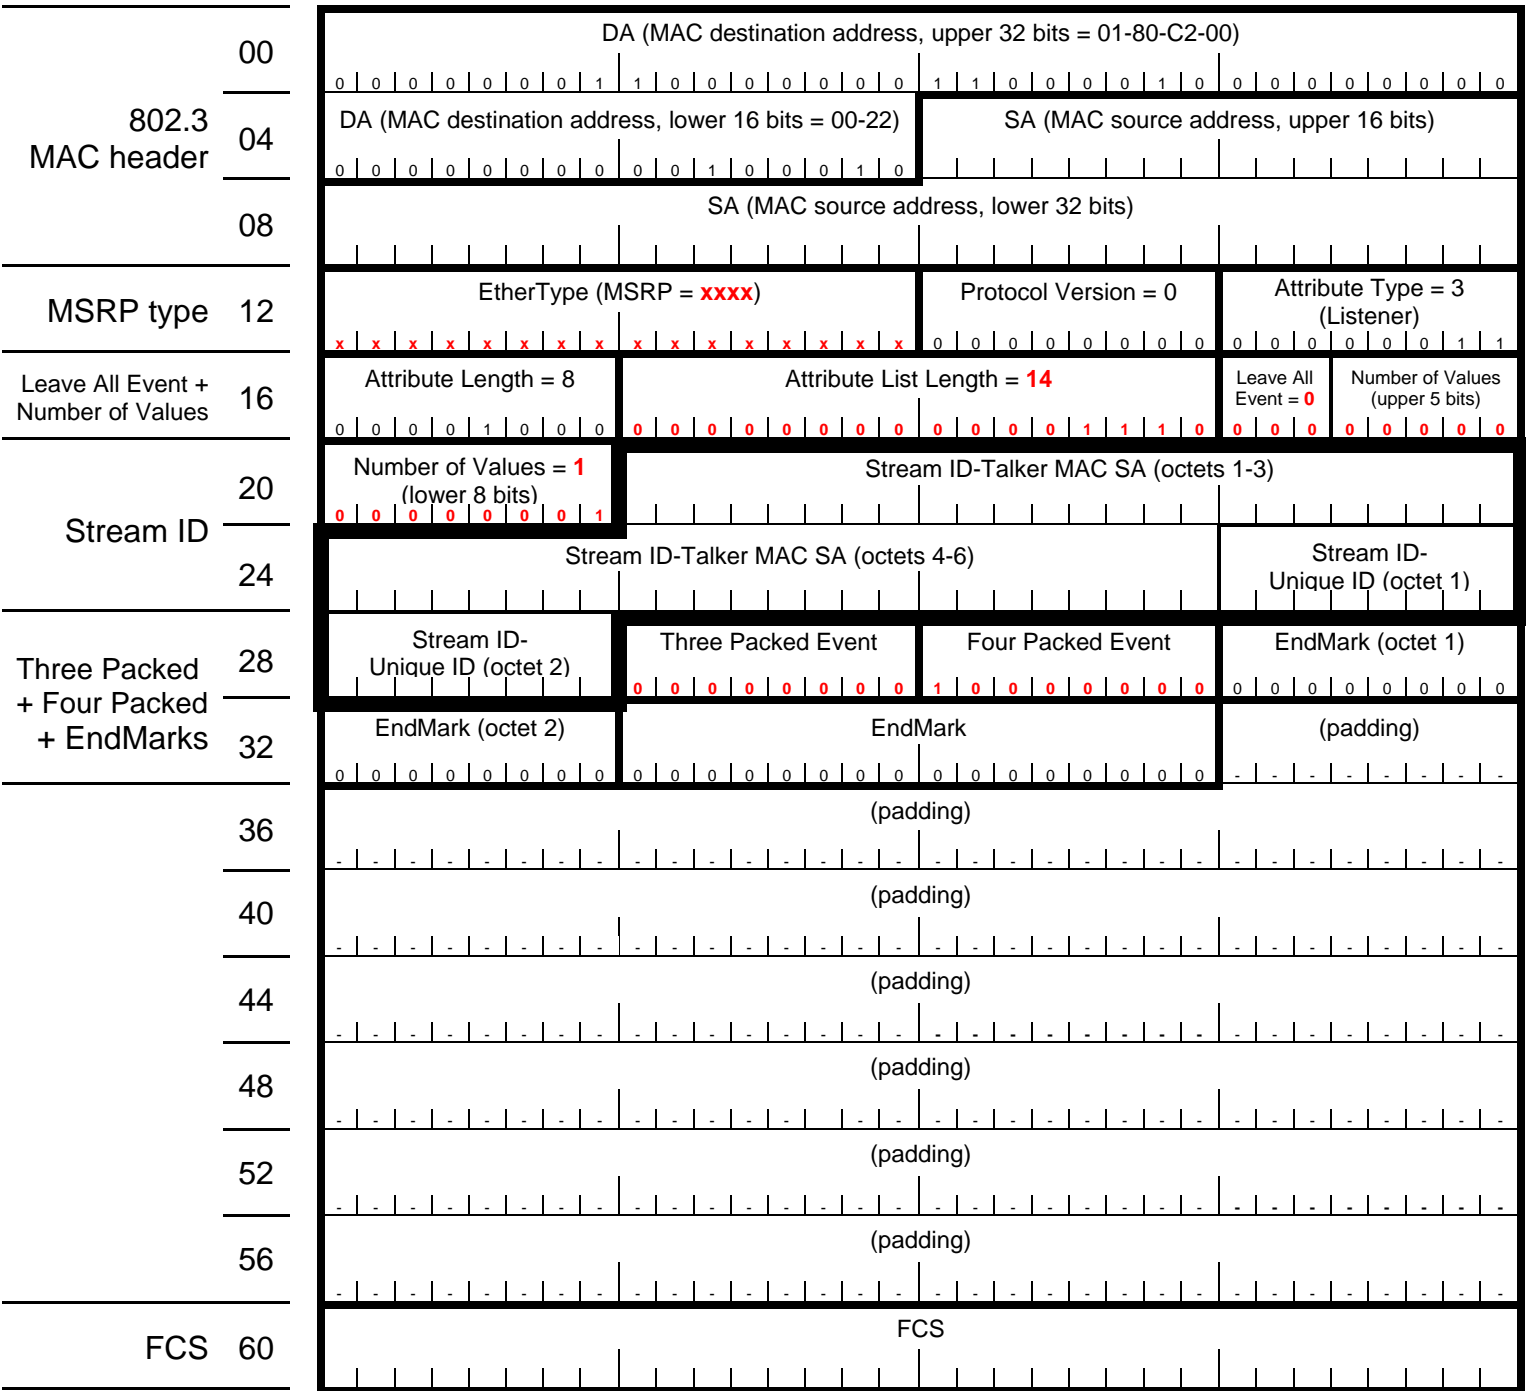 DA (MAC destination address, upper 32 bits = 01-80-C2-00)
00
0 0 0 0 0 0 0 1 1 0 0 0 0 0 0 0 1 1 0 0 0 0 1 0 0 0 0 0 0 0 0 0
802.3
MAC header
04
DA (MAC destination address, lower 16 bits = 00-22)
SA (MAC source address, upper 16 bits)
0 0 0 0 0 0 0 0 0 0 1 0 0 0 1 0
08
SA (MAC source address, lower 32 bits)
MSRP type
12
EtherType (MSRP = xxxx)
Protocol Version = 0
Attribute Type = 3
(Listener)
x x x x x x x x x x x x x x x x 0 0 0 0 0 0 0 0 0 0 0 0 0 0 1 1
Leave All Event +
Number of Values
16
Attribute Length = 8
Attribute List Length = 14
Leave All
Event = 0
Number of Values
(upper 5 bits)
0 0 0 0 1 0 0 0 0 0 0 0 0 0 0 0 0 0 0 0 1 1 1 0 0 0 0 0 0 0 0 0
Stream ID
20
Number of Values = 1
(lower 8 bits)
Stream ID-Talker MAC SA (octets 1-3)
0 0 0 0 0 0 0 1
24
Stream ID-Talker MAC SA (octets 4-6)
Stream ID-
Unique ID (octet 1)
Three Packed
+ Four Packed
+ EndMarks
28
Stream ID-
Unique ID (octet 2)
Three Packed Event
Four Packed Event
EndMark (octet 1)
0 0 0 0 0 0 0 0 1 0 0 0 0 0 0 0 0 0 0 0 0 0 0 0
32
EndMark (octet 2)
EndMark
(padding)
0 0 0 0 0 0 0 0 0 0 0 0 0 0 0 0 0 0 0 0 0 0 0 0 - - - - - - - -
36
(padding)
- - - - - - - - - - - - - - - - - - - - - - - - - - - - - - - -
40
(padding)
- - - - - - - - - - - - - - - - - - - - - - - - - - - - - - - -
44
(padding)
- - - - - - - - - - - - - - - - - - - - - - - - - - - - - - - -
48
(padding)
- - - - - - - - - - - - - - - - - - - - - - - - - - - - - - - -
52
(padding)
- - - - - - - - - - - - - - - - - - - - - - - - - - - - - - - -
56
(padding)
- - - - - - - - - - - - - - - - - - - - - - - - - - - - - - - -
FCS
60
FCS